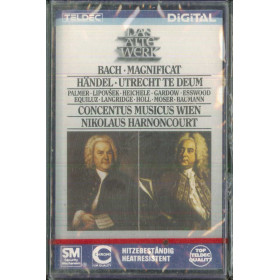 TELDEC
DIGITAL
DAS
ALTE
WERK
BACH · MAGNIFICAT
HÄNDEL · UTRECHT TE DEUM
PALMER · LIPOVŠEK · HEICHELE · GARDOW · ESSWOOD
EQUILUZ · LANGRIDGE · HOLL · MOSER · BAUMANN
CONCENTUS MUSICUS WIEN
NIKOLAUS HARNONCOURT
SM
HITZEBESTÄNDIG
HEATRESISTENT
TOP
TELDEC
QUALITY